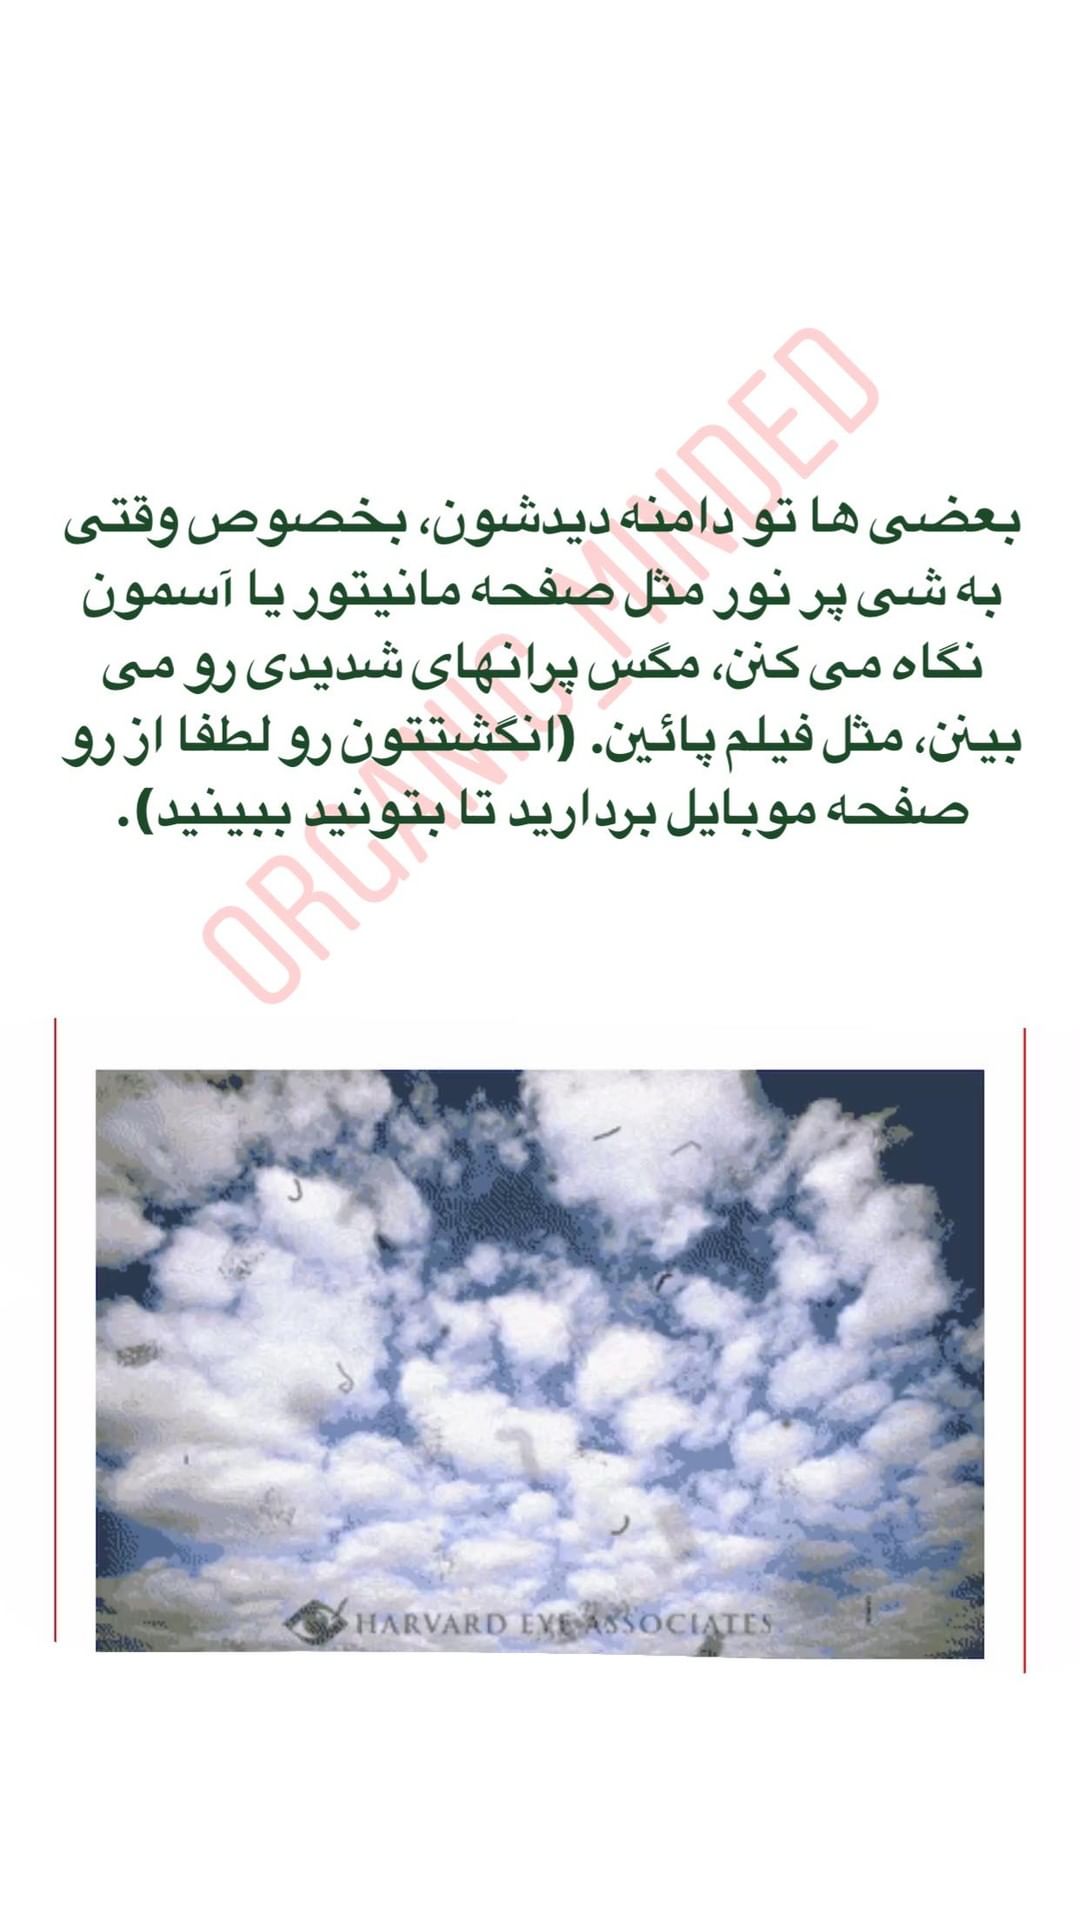 بعضی ها تو دامنه دیدشون، بخصوص وقتی
به شی پر نور مثل صفحه مانیتور یا آسمون
نگاه می کنن، مگس پرانهای شدیدی رو می
بینن، مثل فیلم پائین. (انگشتتون رو لطفا از رو
صفحه موبایل بردارید تا بتونید ببینید).
ORGANIC_MINDED
HARVARD EYE ASSOCIATES